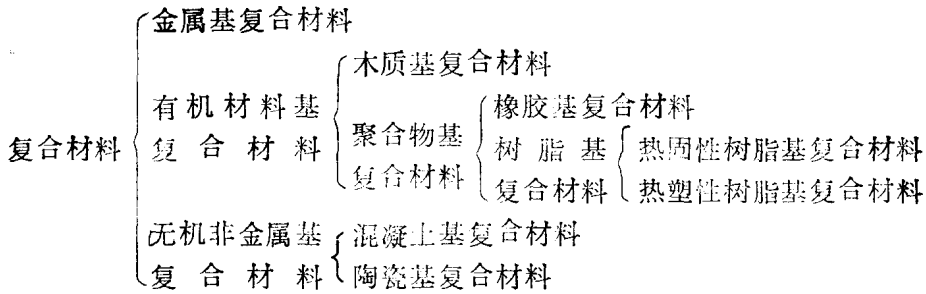 复合材料
金属基复合材料
有机材料基
复合材料
木质基复合材料
聚合物基
复合材料
橡胶基复合材料
树脂基
复合材料
热固性树脂基复合材料
热塑性树脂基复合材料
无机非金属基
复合材料
混凝土基复合材料
陶瓷基复合材料